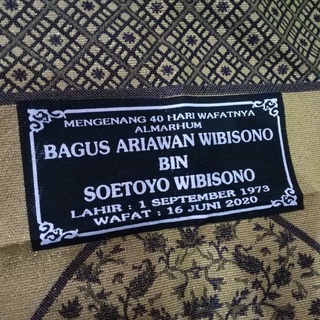 MENGENANG 40 HARI WAFATNYA
ALMARHUM
BAGUS ARIAWAN WIBISONO
BIN
SOETOYO WIBISONO
LAHIR : 1 SEPTEMBER 1973
WAFAT : 16 JUNI 2020